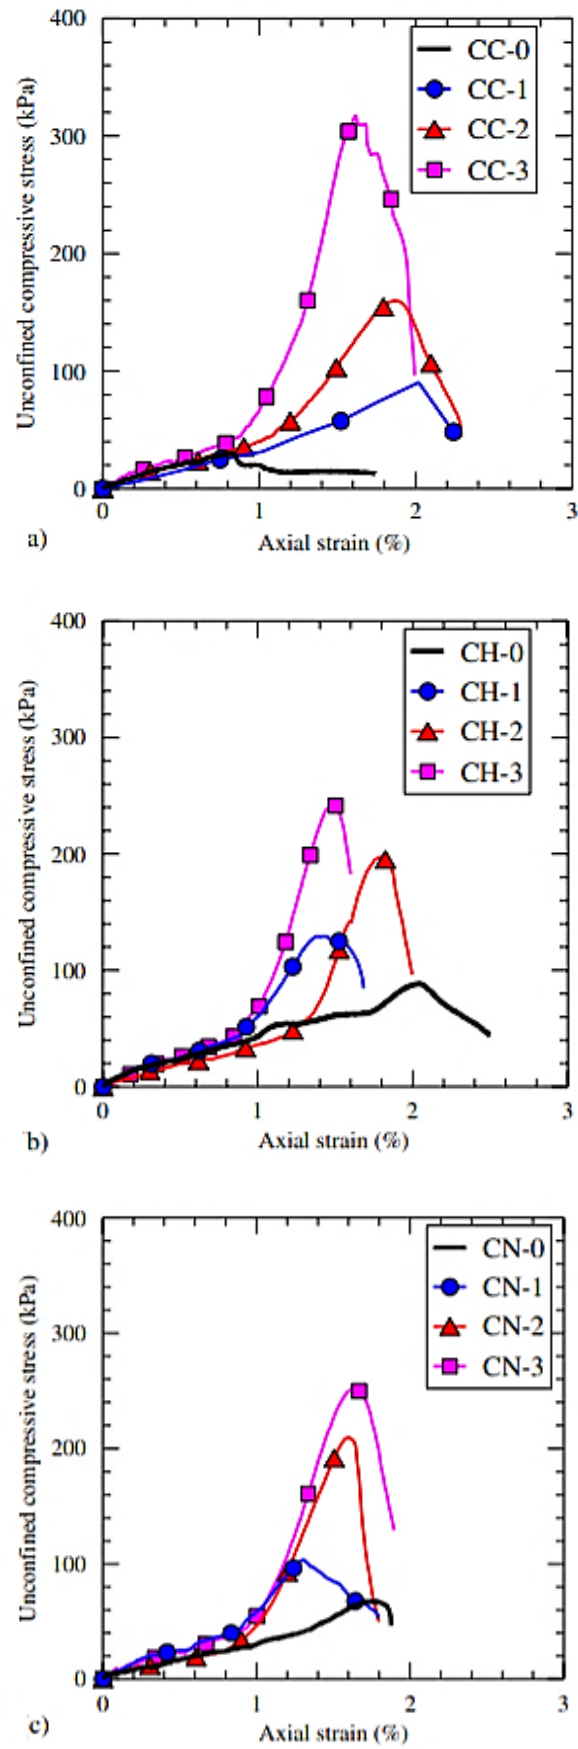 400
CC-0
CC-1
CC-2
CC-3
300
200
100
0
Unconfined compressive stress (kPa)
0 1 2 3
a)
Axial strain (%)
400
CH-0
CH-1
CH-2
CH-3
300
200
100
0
Unconfined compressive stress (kPa)
0 1 2 3
b)
Axial strain (%)
400
CN-0
CN-1
CN-2
CN-3
300
200
100
0
Unconfined compressive stress (kPa)
0 1 2 3
c)
Axial strain (%)